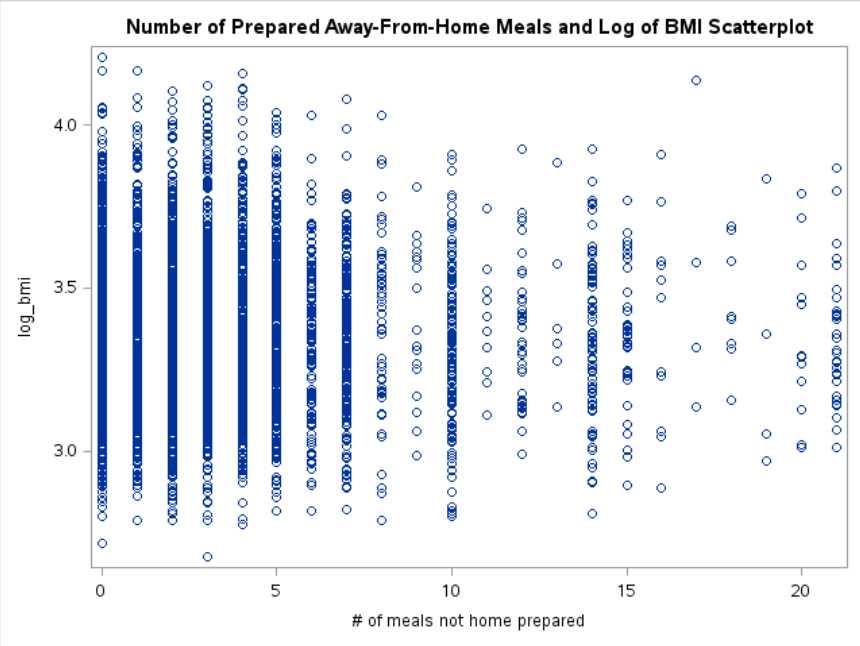 Number of Prepared Away-From-Home Meals and Log of BMI Scatterplot
4.0
3.5
3.0
log_bmi
0 5 10 15 20
# of meals not home prepared